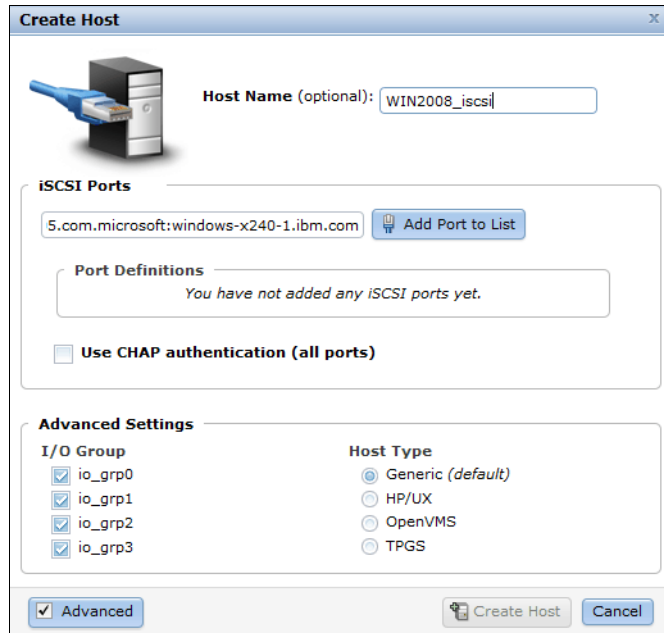 Create Host
x
Host Name (optional): WIN2008_iscsi
iSCSI Ports
5.com.microsoft:windows-x240-1.ibm.com Add Port to List
Port Definitions
You have not added any iSCSI ports yet.
Use CHAP authentication (all ports)
Advanced Settings
I/O Group
io_grp0
io_grp1
io_grp2
io_grp3
Host Type
Generic (default)
HP/UX
OpenVMS
TPGS
Advanced Create Host Cancel